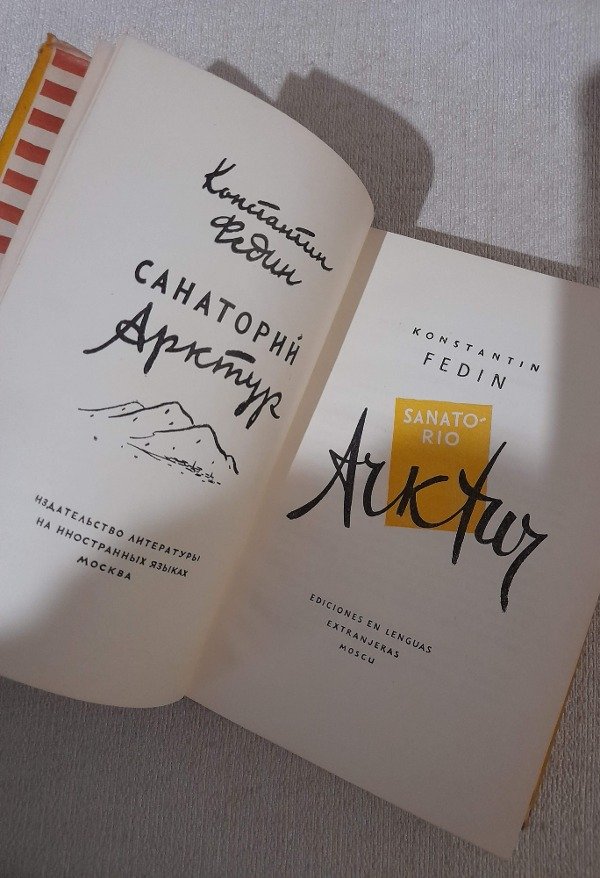 Константин
Федин
САНАТОРИЙ
Арктур
ИЗДАТЕЛЬСТВО ЛИТЕРАТУРЫ
НА ИНОСТРАННЫХ ЯЗЫКАХ
МОСКВА
KONSTANTIN
FEDIN
SANATO-
RIO
Arktur
EDICIONES EN LENGUAS
EXTRANJERAS
MOSCU